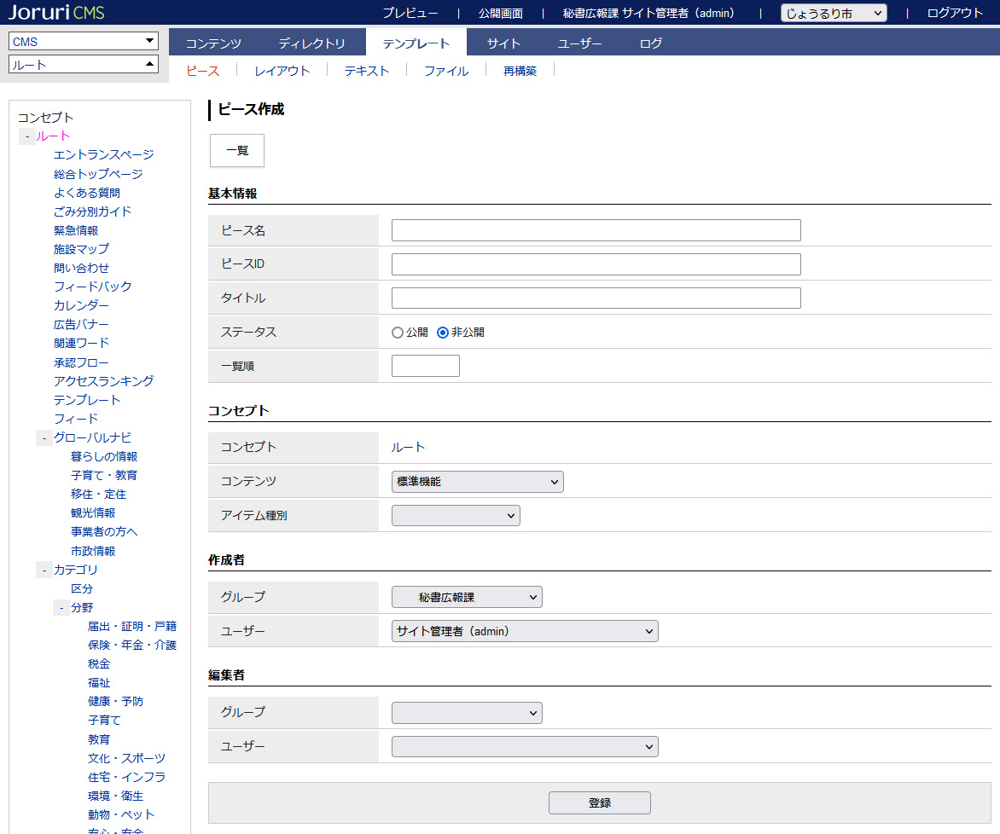 Joruri CMS
プレビュー | 公開画面 | 秘書広報課 サイト管理者（admin） | じょうるり市 | ログアウト
CMS
ルート
コンテンツ ディレクトリ テンプレート サイト ユーザー ログ
ピース レイアウト テキスト ファイル 再構築
コンセプト
- ルート
エントランスページ
総合トップページ
よくある質問
ごみ分別ガイド
緊急情報
施設マップ
問い合わせ
フィードバック
カレンダー
広告バナー
関連ワード
承認フロー
アクセスランキング
テンプレート
フィード
- グローバルナビ
暮らしの情報
子育て・教育
移住・定住
観光情報
事業者の方へ
市政情報
- カテゴリ
区分
- 分野
届出・証明・戸籍
保険・年金・介護
税金
福祉
健康・予防
子育て
教育
文化・スポーツ
住宅・インフラ
環境・衛生
動物・ペット
安心・安全
ピース作成
一覧
基本情報
ピース名
ピースID
タイトル
ステータス 公開 非公開
一覧順
コンセプト
コンセプト ルート
コンテンツ 標準機能
アイテム種別
作成者
グループ 秘書広報課
ユーザー サイト管理者（admin）
編集者
グループ
ユーザー
登録